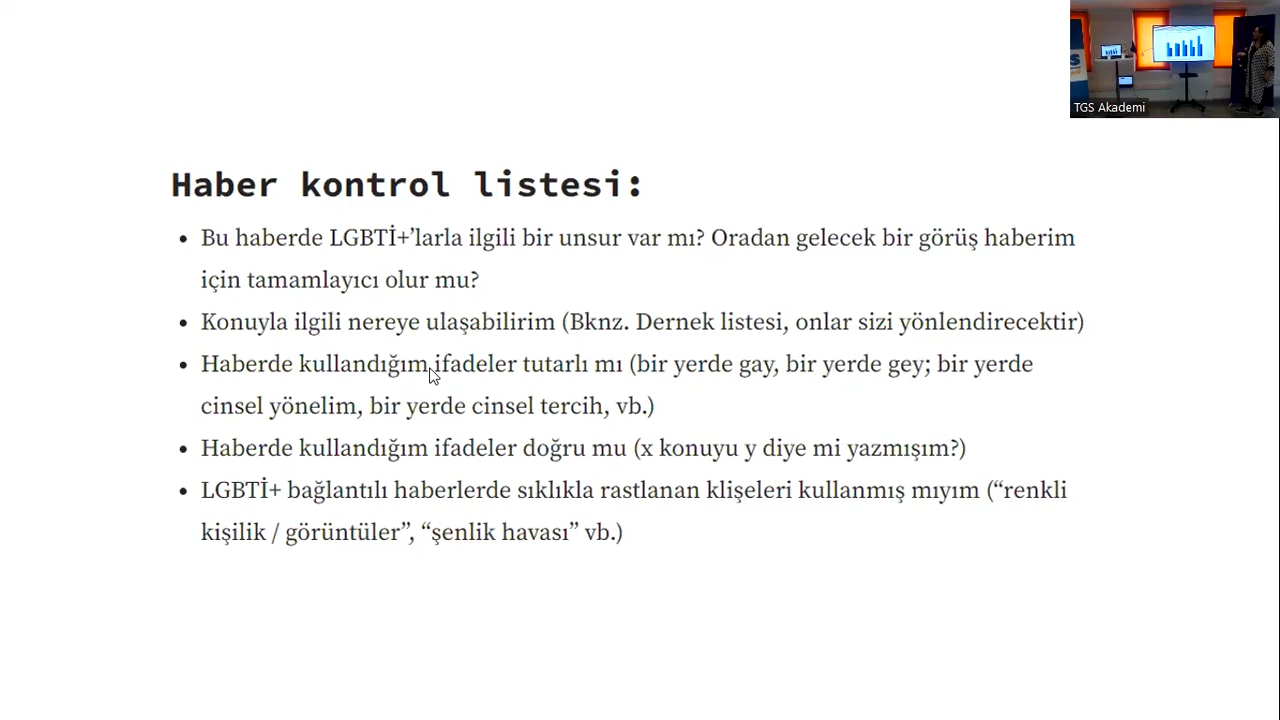 TGS Akademi
Haber kontrol listesi:
• Bu haberde LGBTİ+’larla ilgili bir unsur var mı? Oradan gelecek bir görüş haberim
için tamamlayıcı olur mu?
• Konuyla ilgili nereye ulaşabilirim (Bknz. Dernek listesi, onlar sizi yönlendirecektir)
• Haberde kullandığım ifadeler tutarlı mı (bir yerde gay, bir yerde gey; bir yerde
cinsel yönelim, bir yerde cinsel tercih, vb.)
• Haberde kullandığım ifadeler doğru mu (x konuyu y diye mi yazmışım?)
• LGBTİ+ bağlantılı haberlerde sıklıkla rastlanan klişeleri kullanmış mıyım (“renkli
kişilik / görüntüler”, “şenlik havası” vb.)